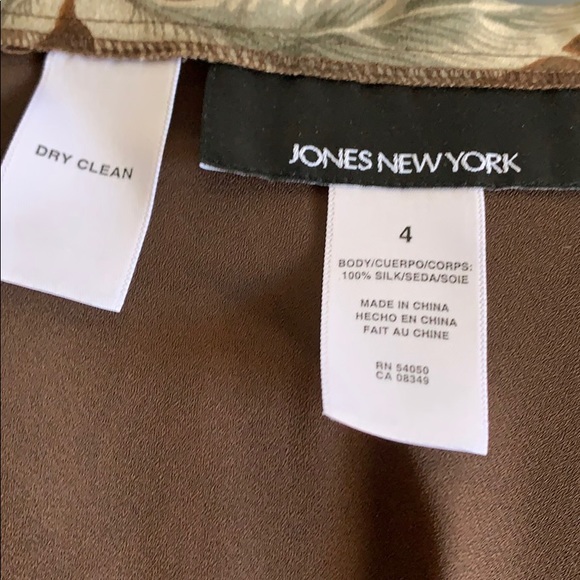 DRY CLEAN
JONES NEW YORK
4
BODY/CUERPO/CORPS:
100% SILK/SEDA/SOIE
MADE IN CHINA
HECHO EN CHINA
FAIT AU CHINE
RN 54050
CA 08349